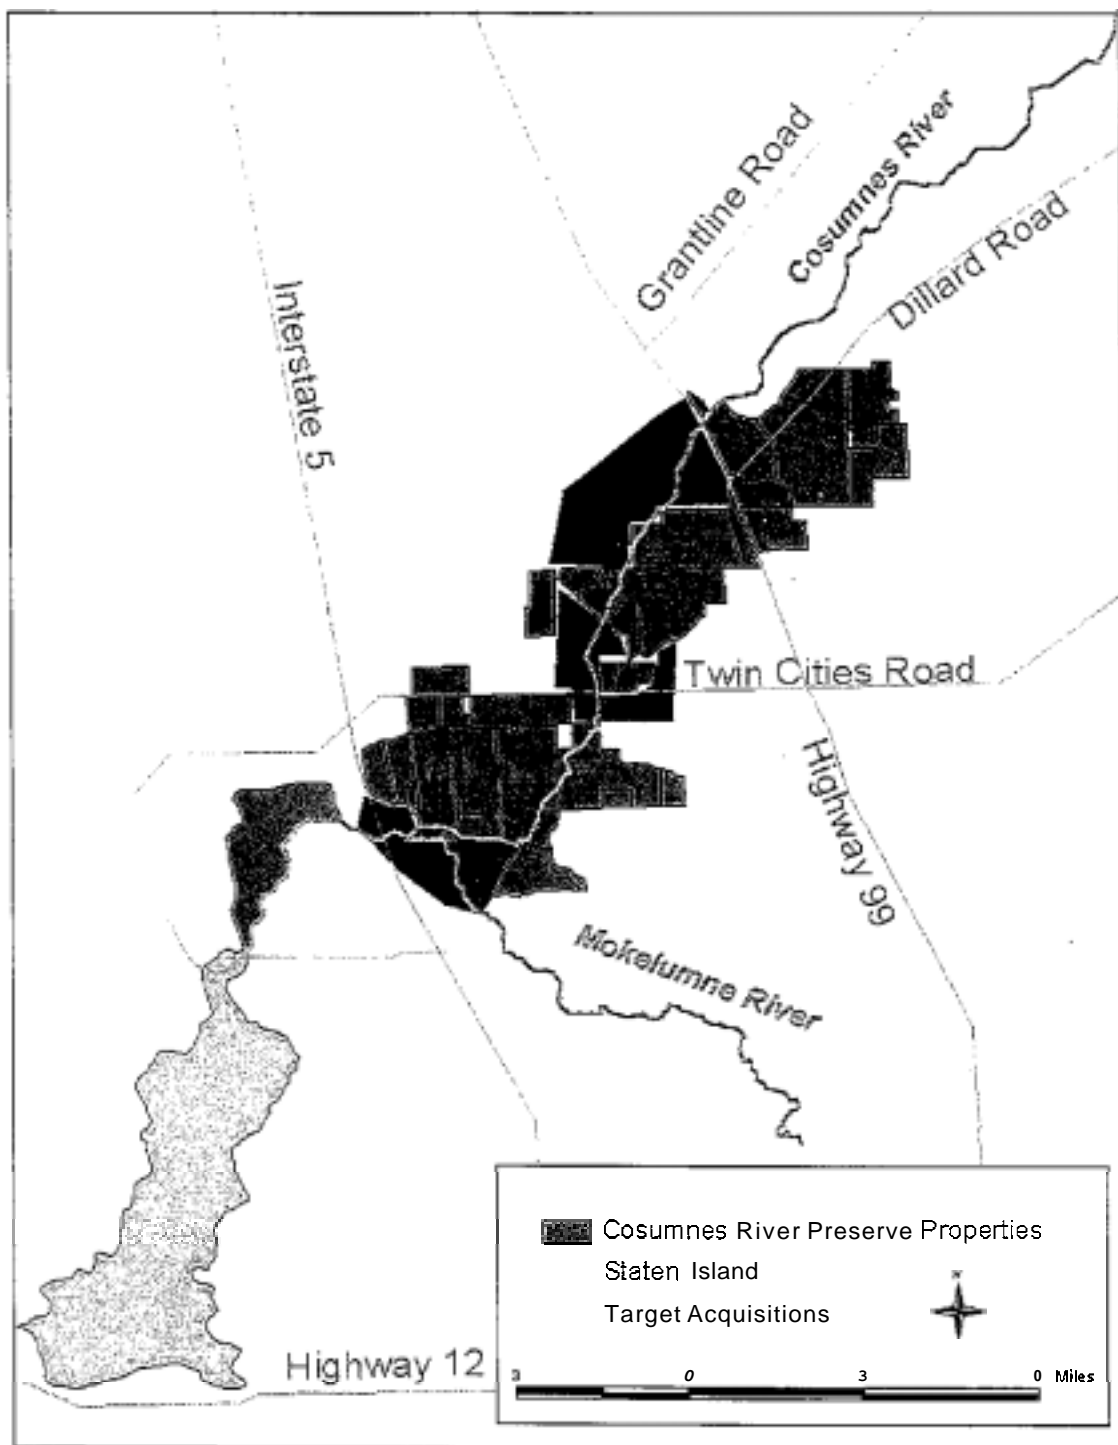 Grantline Road
Cosumnes River
Dillard Road
Interstate 5
Twin Cities Road
Highway 99
Mokelumne River
Cosumnes River Preserve Properties
Staten Island
Target Acquisitions
N
Highway 12
3 0 3 0 Miles